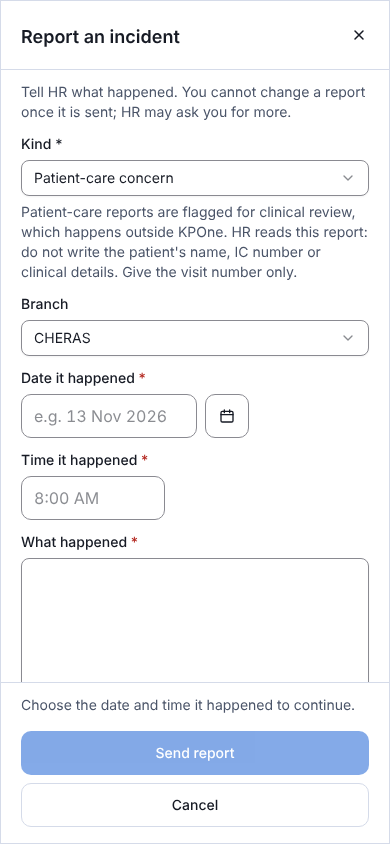 Report an incident
Tell HR what happened. You cannot change a report
once it is sent; HR may ask you for more.
Kind *
Patient-care concern
Patient-care reports are flagged for clinical review,
which happens outside KPOne. HR reads this report:
do not write the patient's name, IC number or
clinical details. Give the visit number only.
Branch
CHERAS
Date it happened *
e.g. 13 Nov 2026
Time it happened *
8:00 AM
What happened *
Choose the date and time it happened to continue.
Send report
Cancel